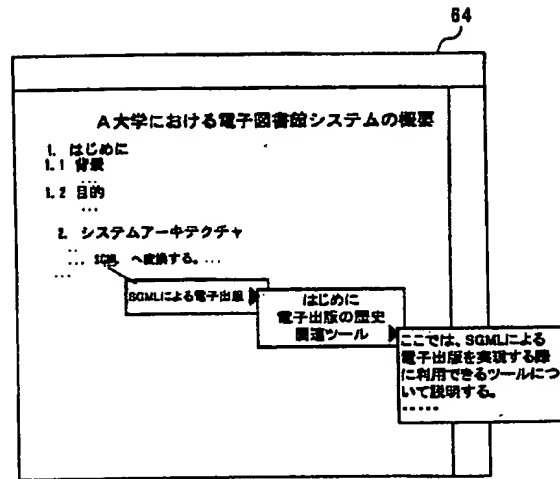 64
A大学における電子図書館システムの概要
1. はじめに
1.1 背景
...
1.2 目的
...
2. システムアーキテクチャ
...
... SGML へ変換する。...
...
SGMLによる電子出版
はじめに
電子出版の歴史
関連ツール
ここでは、SGMLによる
電子出版を実現する際
に利用できるツールにつ
いて説明する。
.....